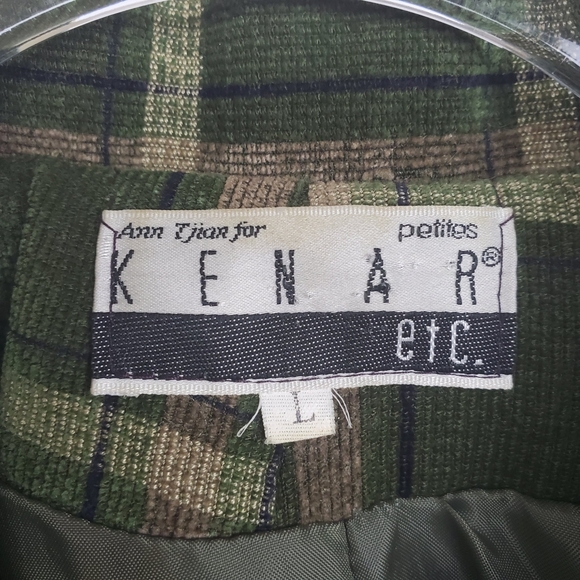 Ann Tjian for petites
KENAR®
etc.
L